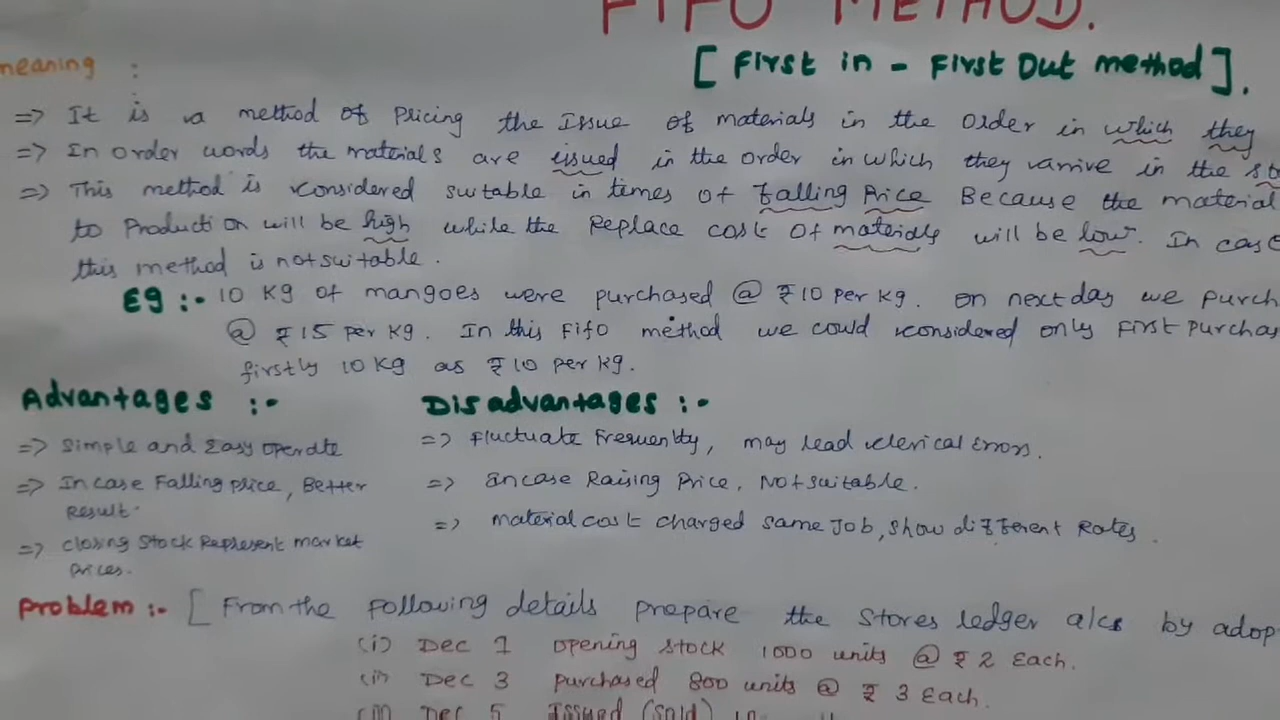 FIFO METHOD.
[First in - First Out method].
meaning :
=> It is a method of Pricing the Issue of materials in the order in which they
=> In order words the materials are issued in the order in which they arrive in the
=> This method is considered suitable in times of falling Price Because the material
to Production will be high while the Replace cost of materials will be low. In case
this method is not suitable.
Eg :- 10 kg of mangoes were purchased @ ₹10 per kg. on next day we purch
@ ₹15 per kg. In this Fifo method we could considered only First purchas
firstly 10 kg as ₹10 per kg.
Advantages :- Disadvantages :-
=> Simple and Easy operate
=> In case Falling price, Better
Result.
=> closing Stock Represent market
prices.
=> Fluctuate Frequently, may lead clerical Errors.
=> Incase Raising Price, Not suitable.
=> material cost charged same Job, show different Rates.
Problem :- [From the following details prepare the Stores ledger a/cs by adop
(i) Dec 1 opening stock 1000 units @ ₹ 2 Each.
(ii) Dec 3 purchased 800 units @ ₹ 3 Each.
Dec 5 Issued (sold)